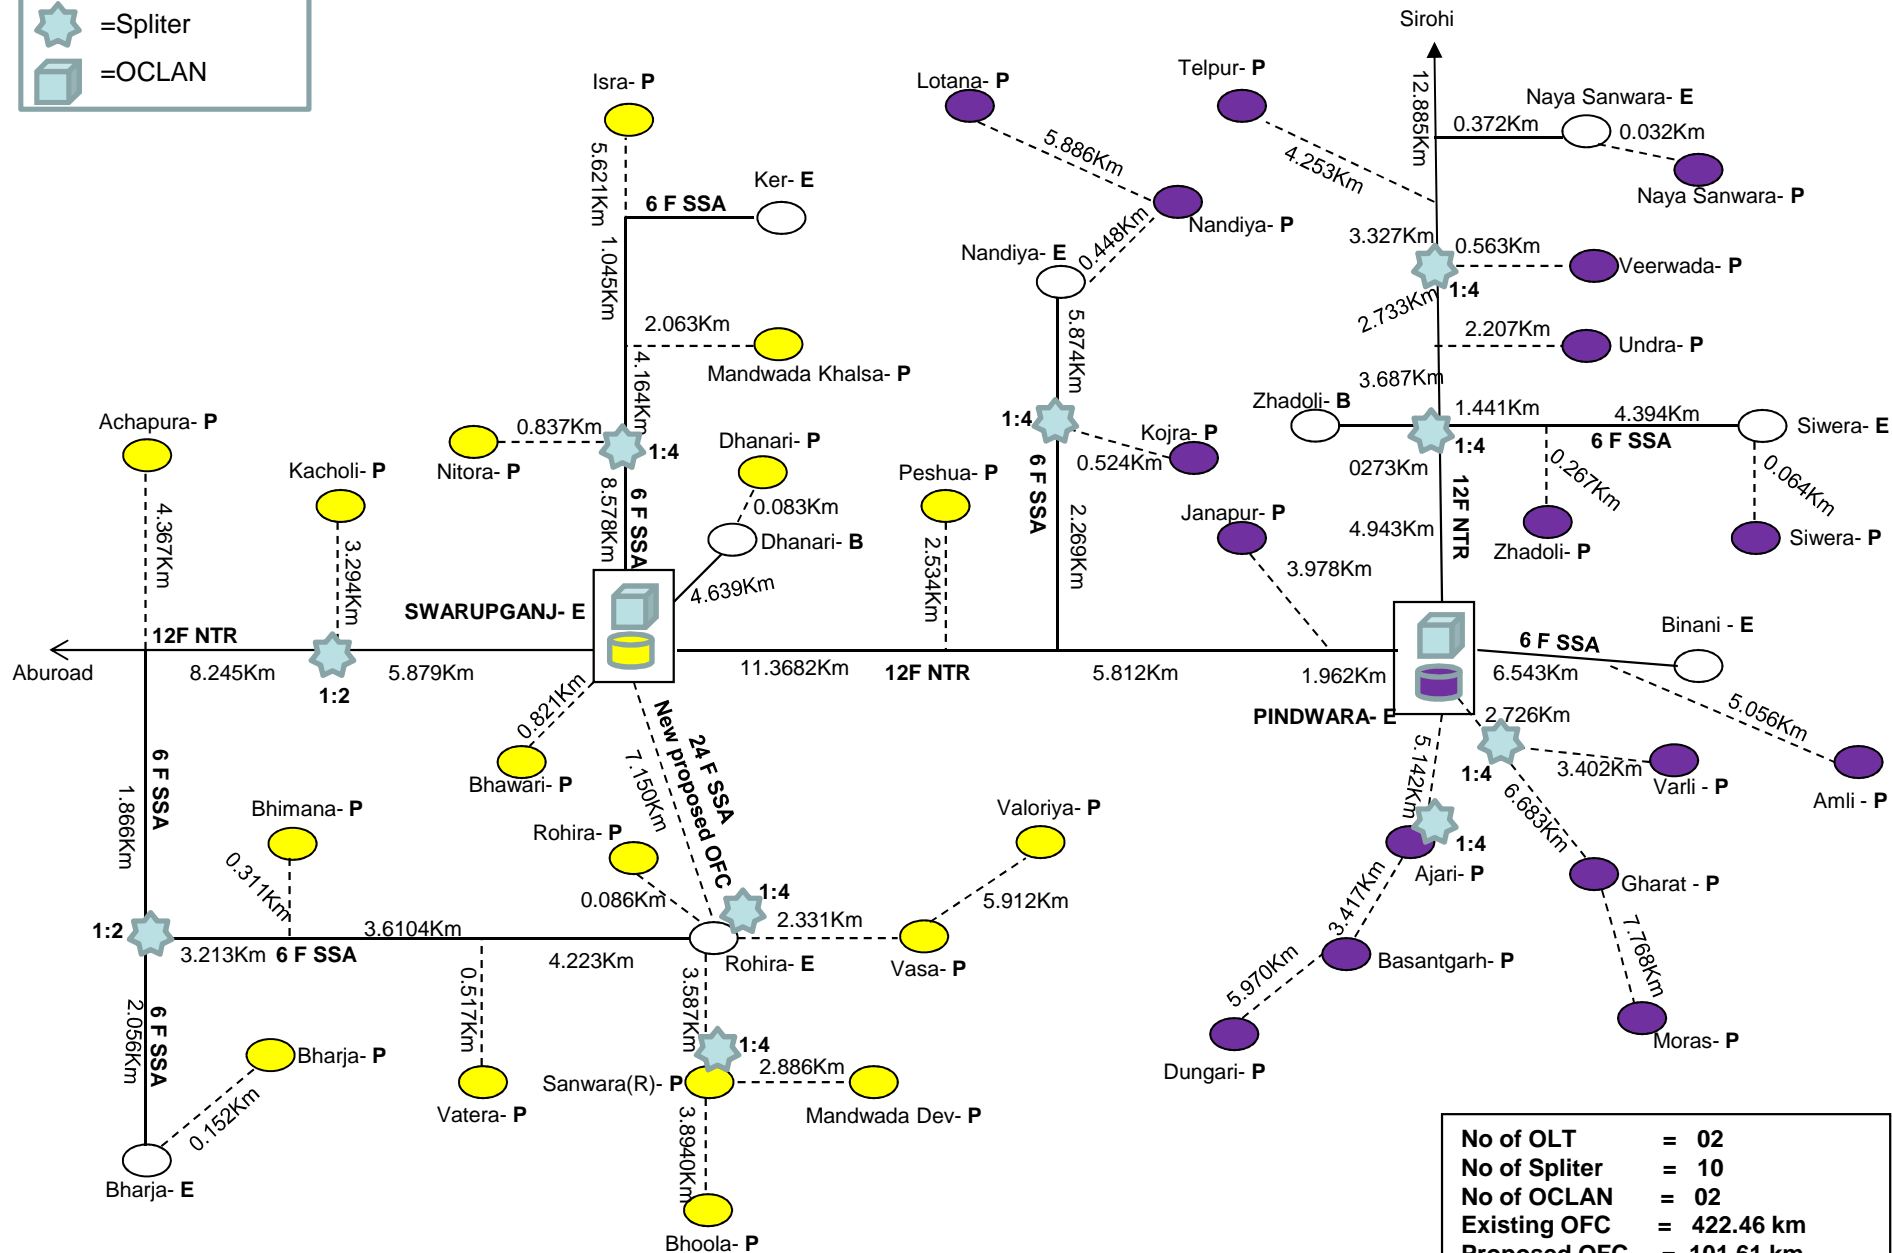 =Spliter
=OCLAN
Sirohi
12.885Km
Isra- P
5.621Km
Ker- E
6 F SSA
1.045Km
2.063Km
Mandwada Khalsa- P
4.164Km
0.837Km
Nitora- P
1:4
8.578Km
6 F SSA
Dhanari- P
0.083Km
Dhanari- B
4.639Km
Lotana- P
5.886Km
Nandiya- P
0.448Km
Nandiya- E
5.874Km
1:4
Kojra- P
0.524Km
6 F SSA
2.269Km
Telpur- P
4.253Km
Naya Sanwara- E
0.372Km
0.032Km
Naya Sanwara- P
3.327Km
0.563Km
Veerwada- P
1:4
2.733Km
2.207Km
Undra- P
3.687Km
Zhadoli- B
1.441Km
4.394Km
6 F SSA
Siwera- E
1:4
0273Km
0.267Km
Zhadoli- P
0.064Km
Siwera- P
12F NTR
4.943Km
Achapura- P
4.367Km
Kacholi- P
3.294Km
Peshua- P
2.534Km
Janapur- P
3.978Km
SWARUPGANJ- E
12F NTR
Aburoad
8.245Km
1:2
5.879Km
11.3682Km
12F NTR
5.812Km
1.962Km
PINDWARA- E
6 F SSA
Binani - E
6.543Km
5.056Km
Amli - P
2.726Km
1:4
3.402Km
Varli - P
6.683Km
Gharat - P
7.768Km
Moras- P
5.142Km
1:4
Ajari- P
3.417Km
Basantgarh- P
5.970Km
Dungari- P
0.821Km
Bhawari- P
24 F SSA
New proposed OFC
7.150Km
6 F SSA
1.866Km
Bhimana- P
0.311Km
Rohira- P
0.086Km
1:4
Valoriya- P
5.912Km
2.331Km
Vasa- P
Rohira- E
1:2
3.213Km 6 F SSA
3.6104Km
4.223Km
0.517Km
Vatera- P
3.587Km
1:4
Sanwara(R)- P
2.886Km
Mandwada Dev- P
3.8940Km
Bhoola- P
6 F SSA
2.056Km
Bharja- P
0.152Km
Bharja- E
No of OLT = 02
No of Spliter = 10
No of OCLAN = 02
Existing OFC = 422.46 km
Proposed OFC = 101.61 km